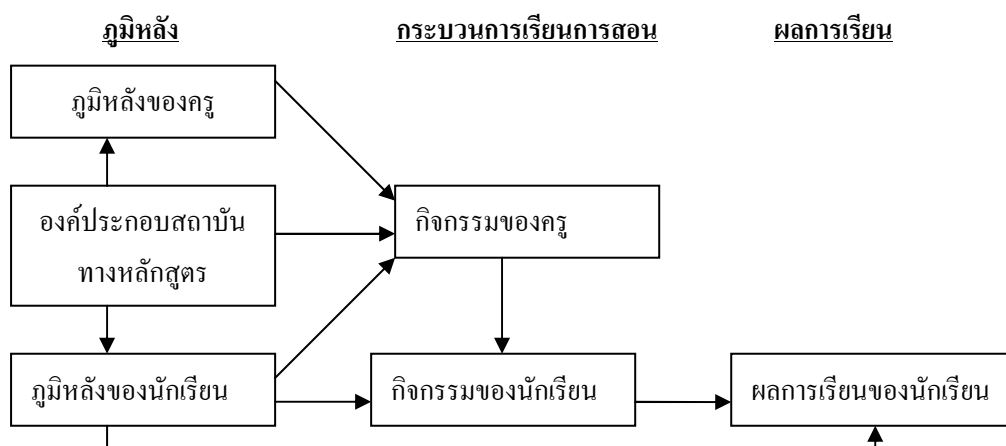 ภูมิหลัง
กระบวนการเรียนการสอน
ผลการเรียน
ภูมิหลังของครู
องค์ประกอบสถาบัน
ทางหลักสูตร
กิจกรรมของครู
ภูมิหลังของนักเรียน
กิจกรรมของนักเรียน
ผลการเรียนของนักเรียน